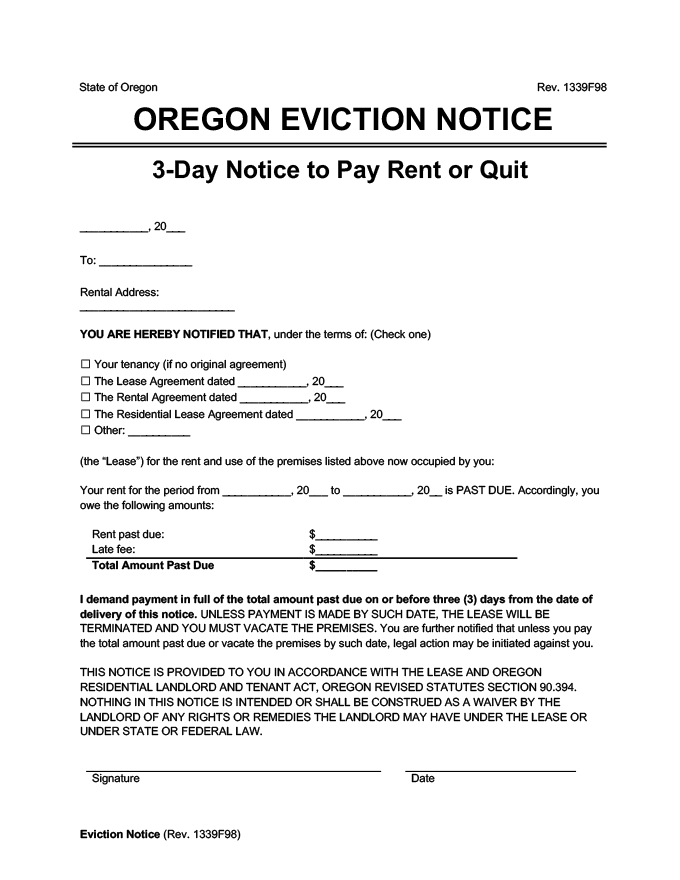 State of Oregon Rev. 1339F98
OREGON EVICTION NOTICE
3-Day Notice to Pay Rent or Quit
___________, 20___
To: _______________
Rental Address:
_________________________
YOU ARE HEREBY NOTIFIED THAT, under the terms of: (Check one)
☐ Your tenancy (if no original agreement)
☐ The Lease Agreement dated ___________, 20___
☐ The Rental Agreement dated ___________, 20___
☐ The Residential Lease Agreement dated ___________, 20___
☐ Other: __________
(the “Lease”) for the rent and use of the premises listed above now occupied by you:
Your rent for the period from ___________, 20___ to ___________, 20__ is PAST DUE. Accordingly, you
owe the following amounts:
Rent past due: $__________
Late fee: $__________
Total Amount Past Due $__________
I demand payment in full of the total amount past due on or before three (3) days from the date of
delivery of this notice. UNLESS PAYMENT IS MADE BY SUCH DATE, THE LEASE WILL BE
TERMINATED AND YOU MUST VACATE THE PREMISES. You are further notified that unless you pay
the total amount past due or vacate the premises by such date, legal action may be initiated against you.
THIS NOTICE IS PROVIDED TO YOU IN ACCORDANCE WITH THE LEASE AND OREGON
RESIDENTIAL LANDLORD AND TENANT ACT, OREGON REVISED STATUTES SECTION 90.394.
NOTHING IN THIS NOTICE IS INTENDED OR SHALL BE CONSTRUED AS A WAIVER BY THE
LANDLORD OF ANY RIGHTS OR REMEDIES THE LANDLORD MAY HAVE UNDER THE LEASE OR
UNDER STATE OR FEDERAL LAW.
Signature Date
Eviction Notice (Rev. 1339F98)